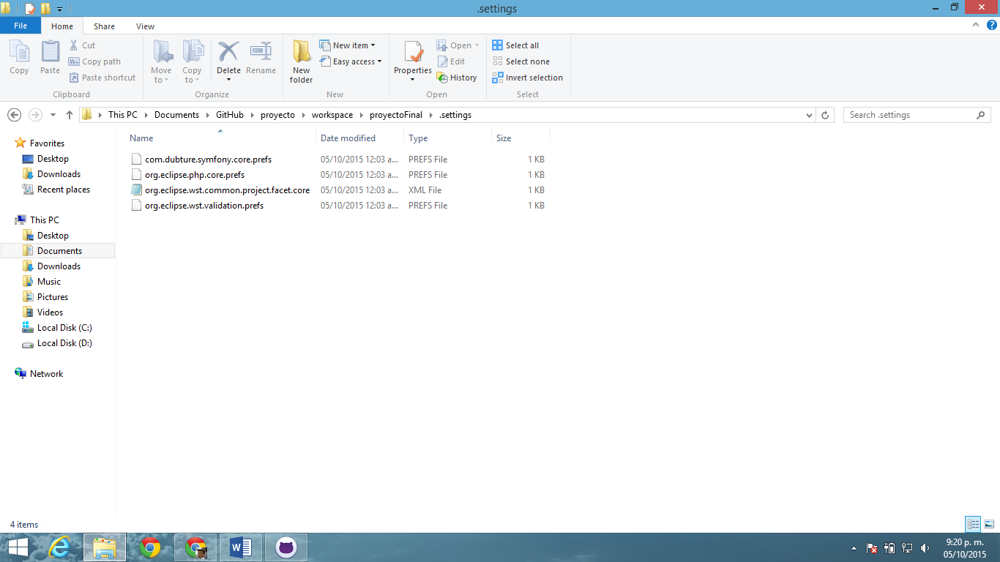 .settings
File Home Share View
Copy
Paste
Cut
Copy path
Paste shortcut
Clipboard
Move to
Copy to
Delete
Rename
Organize
New folder
New item
Easy access
New
Properties
Open
Edit
History
Open
Select all
Select none
Invert selection
Select
This PC Documents GitHub proyecto workspace proyectoFinal .settings
Search .settings
Favorites
Desktop
Downloads
Recent places
This PC
Desktop
Documents
Downloads
Music
Pictures
Videos
Local Disk (C:)
Local Disk (D:)
Network
Name Date modified Type Size
com.dubture.symfony.core.prefs 05/10/2015 12:03 a... PREFS File 1 KB
org.eclipse.php.core.prefs 05/10/2015 12:03 a... PREFS File 1 KB
org.eclipse.wst.common.project.facet.core 05/10/2015 12:03 a... XML File 1 KB
org.eclipse.wst.validation.prefs 05/10/2015 12:03 a... PREFS File 1 KB
4 items
9:20 p. m.
05/10/2015